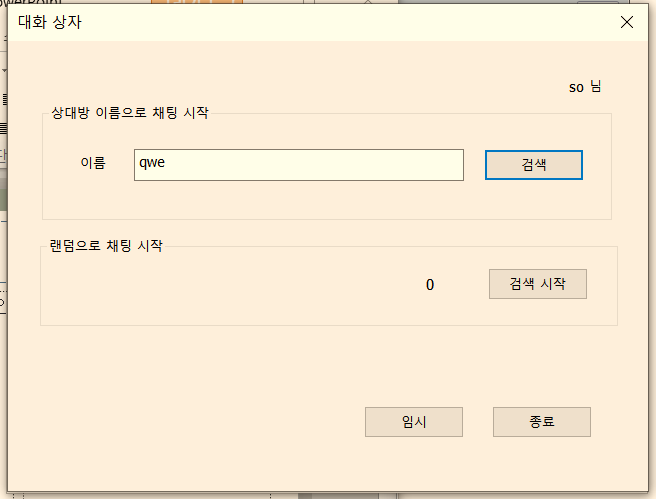 대화 상자
so 님
상대방 이름으로 채팅 시작
이름
qwe
검색
랜덤으로 채팅 시작
0
검색 시작
임시
종료